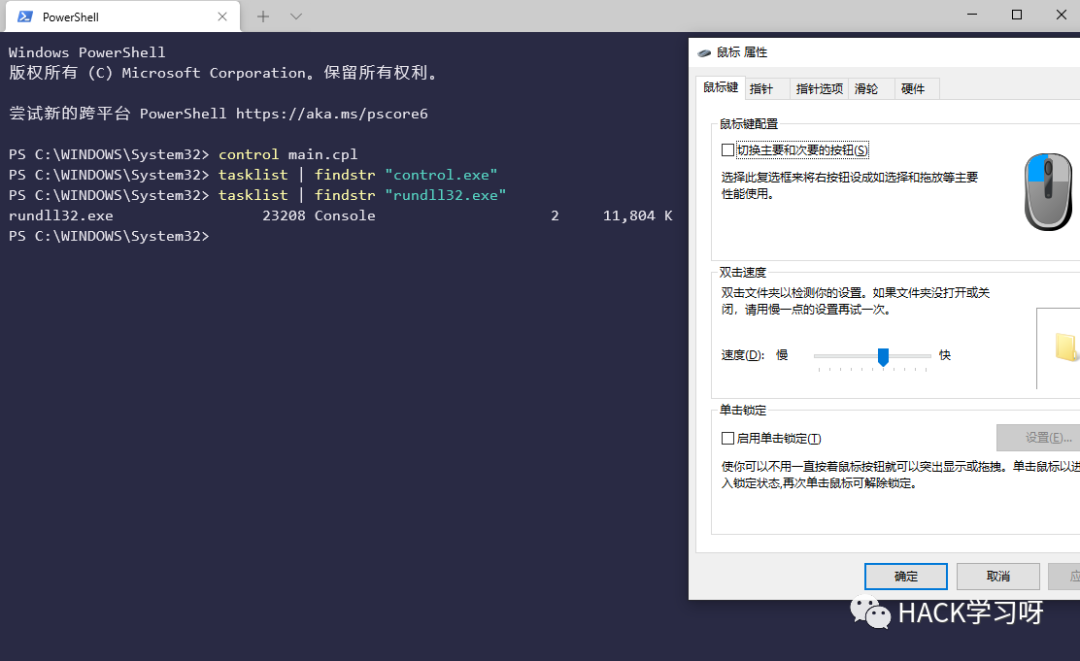 PowerShell
Windows PowerShell
版权所有 (C) Microsoft Corporation。保留所有权利。
尝试新的跨平台 PowerShell https://aka.ms/pscore6
PS C:\WINDOWS\System32> control main.cpl
PS C:\WINDOWS\System32> tasklist | findstr "control.exe"
PS C:\WINDOWS\System32> tasklist | findstr "rundll32.exe"
rundll32.exe 23208 Console 2 11,804 K
PS C:\WINDOWS\System32>
鼠标 属性
鼠标键 指针 指针选项 滑轮 硬件
鼠标键配置
切换主要和次要的按钮(S)
选择此复选框来将右按钮设成如选择和拖放等主要
性能使用。
双击速度
双击文件夹以检测你的设置。如果文件夹没打开或关
闭，请用慢一点的设置再试一次。
速度(D): 慢 快
单击锁定
启用单击锁定(T)
设置(E)...
使你可以不用一直按着鼠标按钮就可以突出显示或拖拽。单击鼠标以进
入锁定状态,再次单击鼠标可解除锁定。
确定 取消 应
HACK学习呀